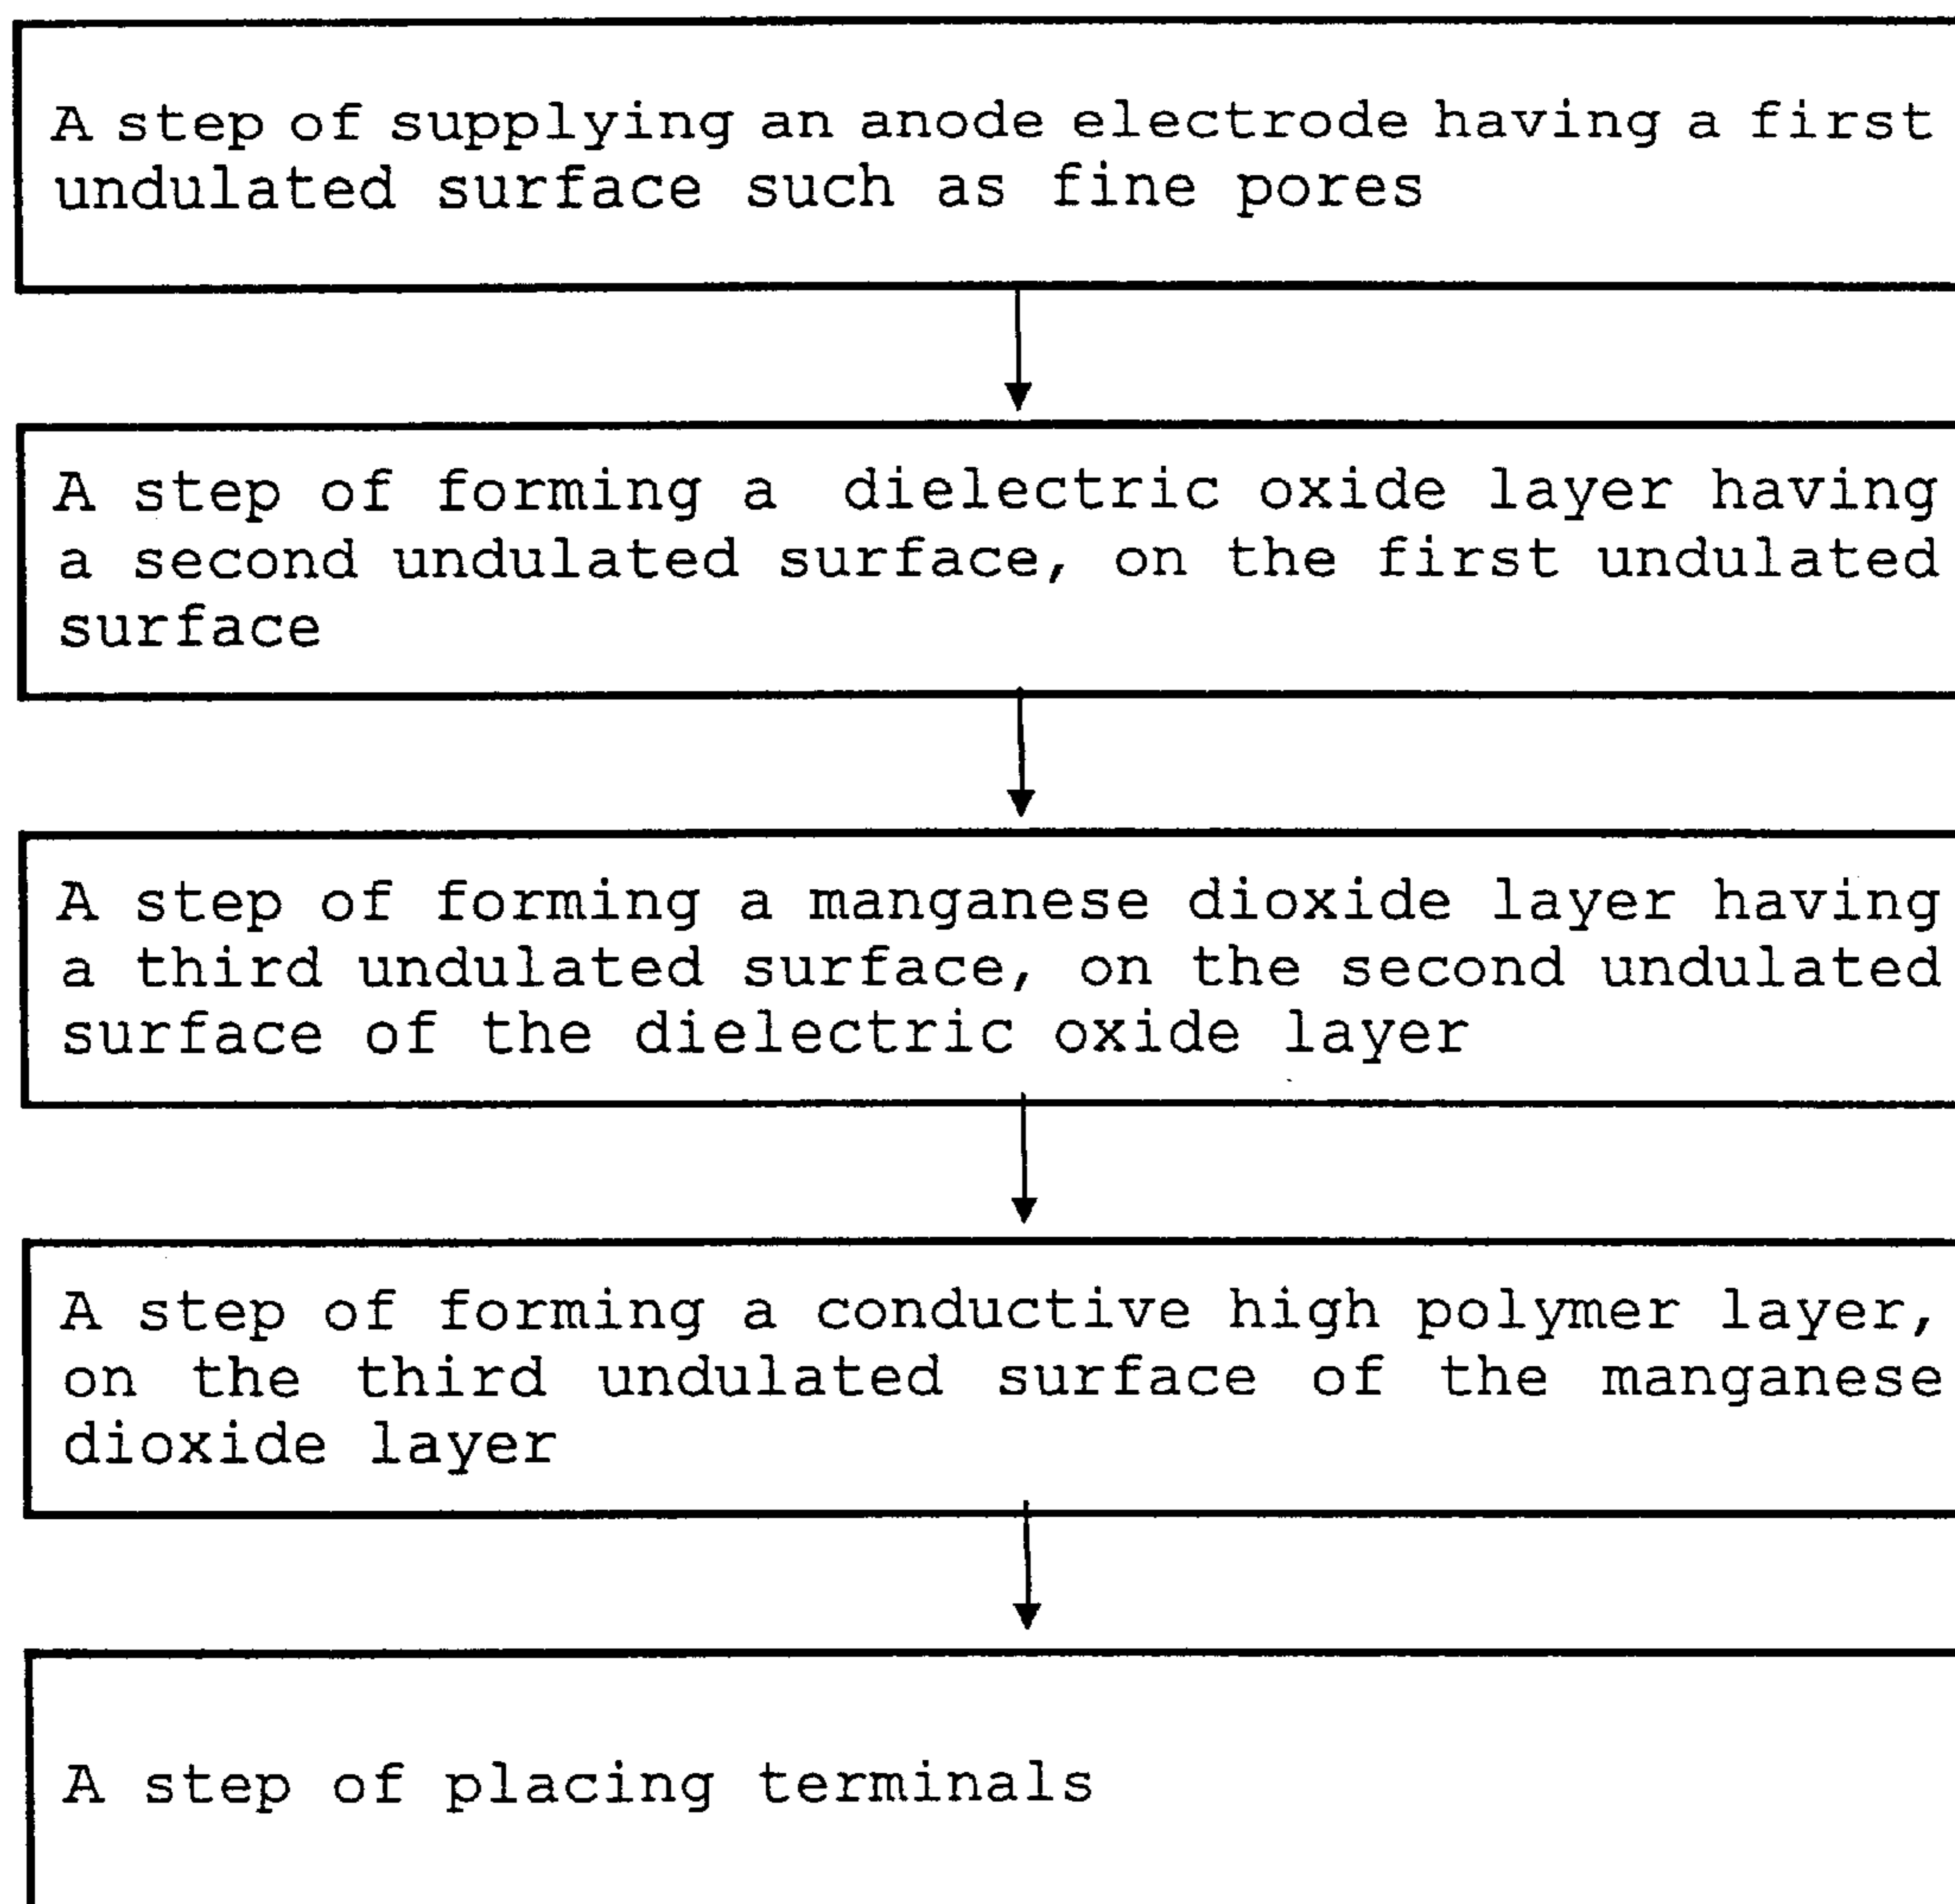 A step of supplying an anode electrode having a first
undulated surface such as fine pores
A step of forming a dielectric oxide layer having
a second undulated surface, on the first undulated
surface
A step of forming a manganese dioxide layer having
a third undulated surface, on the second undulated
surface of the dielectric oxide layer
A step of forming a conductive high polymer layer,
on the third undulated surface of the manganese
dioxide layer
A step of placing terminals